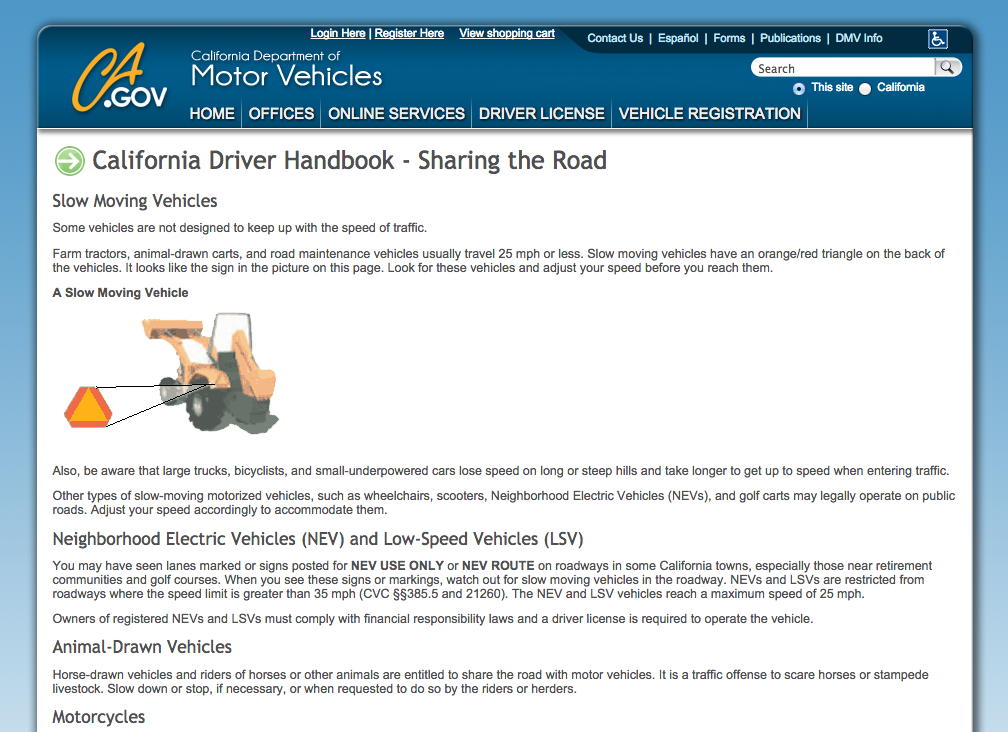 Login Here | Register Here View shopping cart
Contact Us | Español | Forms | Publications | DMV Info
CA
.GOV
California Department of
Motor Vehicles
Search
This site California
HOME OFFICES ONLINE SERVICES DRIVER LICENSE VEHICLE REGISTRATION
California Driver Handbook - Sharing the Road
Slow Moving Vehicles
Some vehicles are not designed to keep up with the speed of traffic.
Farm tractors, animal-drawn carts, and road maintenance vehicles usually travel 25 mph or less. Slow moving vehicles have an orange/red triangle on the back of
the vehicles. It looks like the sign in the picture on this page. Look for these vehicles and adjust your speed before you reach them.
A Slow Moving Vehicle
Also, be aware that large trucks, bicyclists, and small-underpowered cars lose speed on long or steep hills and take longer to get up to speed when entering traffic.
Other types of slow-moving motorized vehicles, such as wheelchairs, scooters, Neighborhood Electric Vehicles (NEVs), and golf carts may legally operate on public
roads. Adjust your speed accordingly to accommodate them.
Neighborhood Electric Vehicles (NEV) and Low-Speed Vehicles (LSV)
You may have seen lanes marked or signs posted for NEV USE ONLY or NEV ROUTE on roadways in some California towns, especially those near retirement
communities and golf courses. When you see these signs or markings, watch out for slow moving vehicles in the roadway. NEVs and LSVs are restricted from
roadways where the speed limit is greater than 35 mph (CVC §§385.5 and 21260). The NEV and LSV vehicles reach a maximum speed of 25 mph.
Owners of registered NEVs and LSVs must comply with financial responsibility laws and a driver license is required to operate the vehicle.
Animal-Drawn Vehicles
Horse-drawn vehicles and riders of horses or other animals are entitled to share the road with motor vehicles. It is a traffic offense to scare horses or stampede
livestock. Slow down or stop, if necessary, or when requested to do so by the riders or herders.
Motorcycles